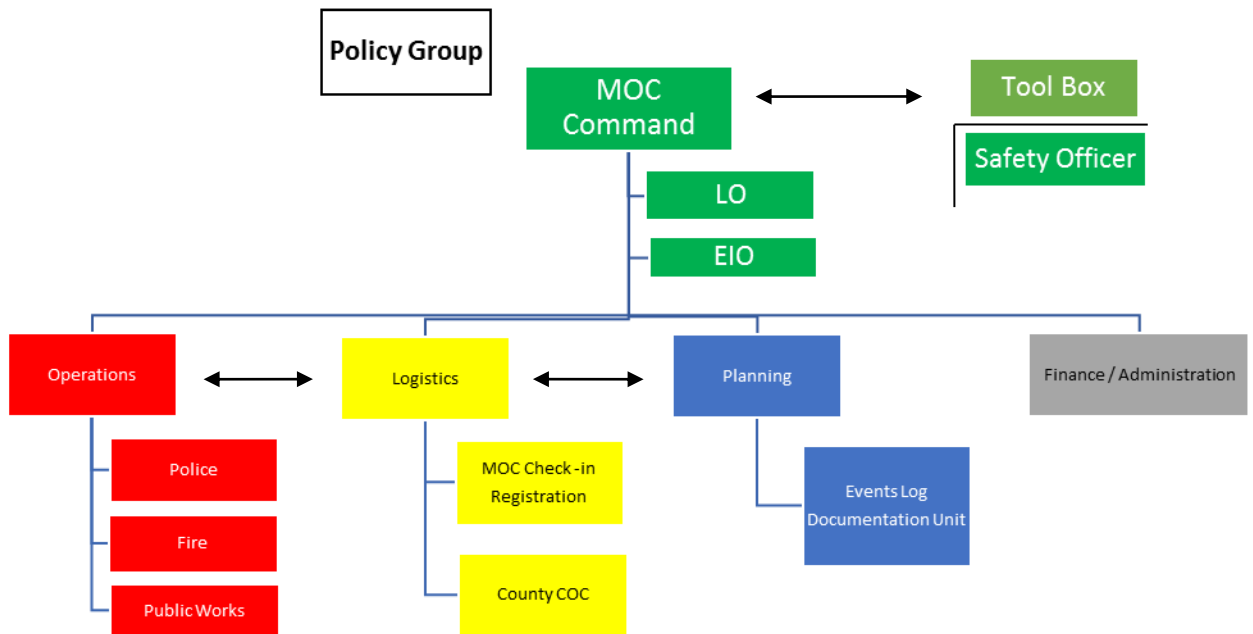 Policy Group
MOC
Command
Tool Box
Safety Officer
LO
EIO
Operations
Logistics
Planning
Finance / Administration
Police
Fire
Public Works
MOC Check -in
Registration
County COC
Events Log
Documentation Unit